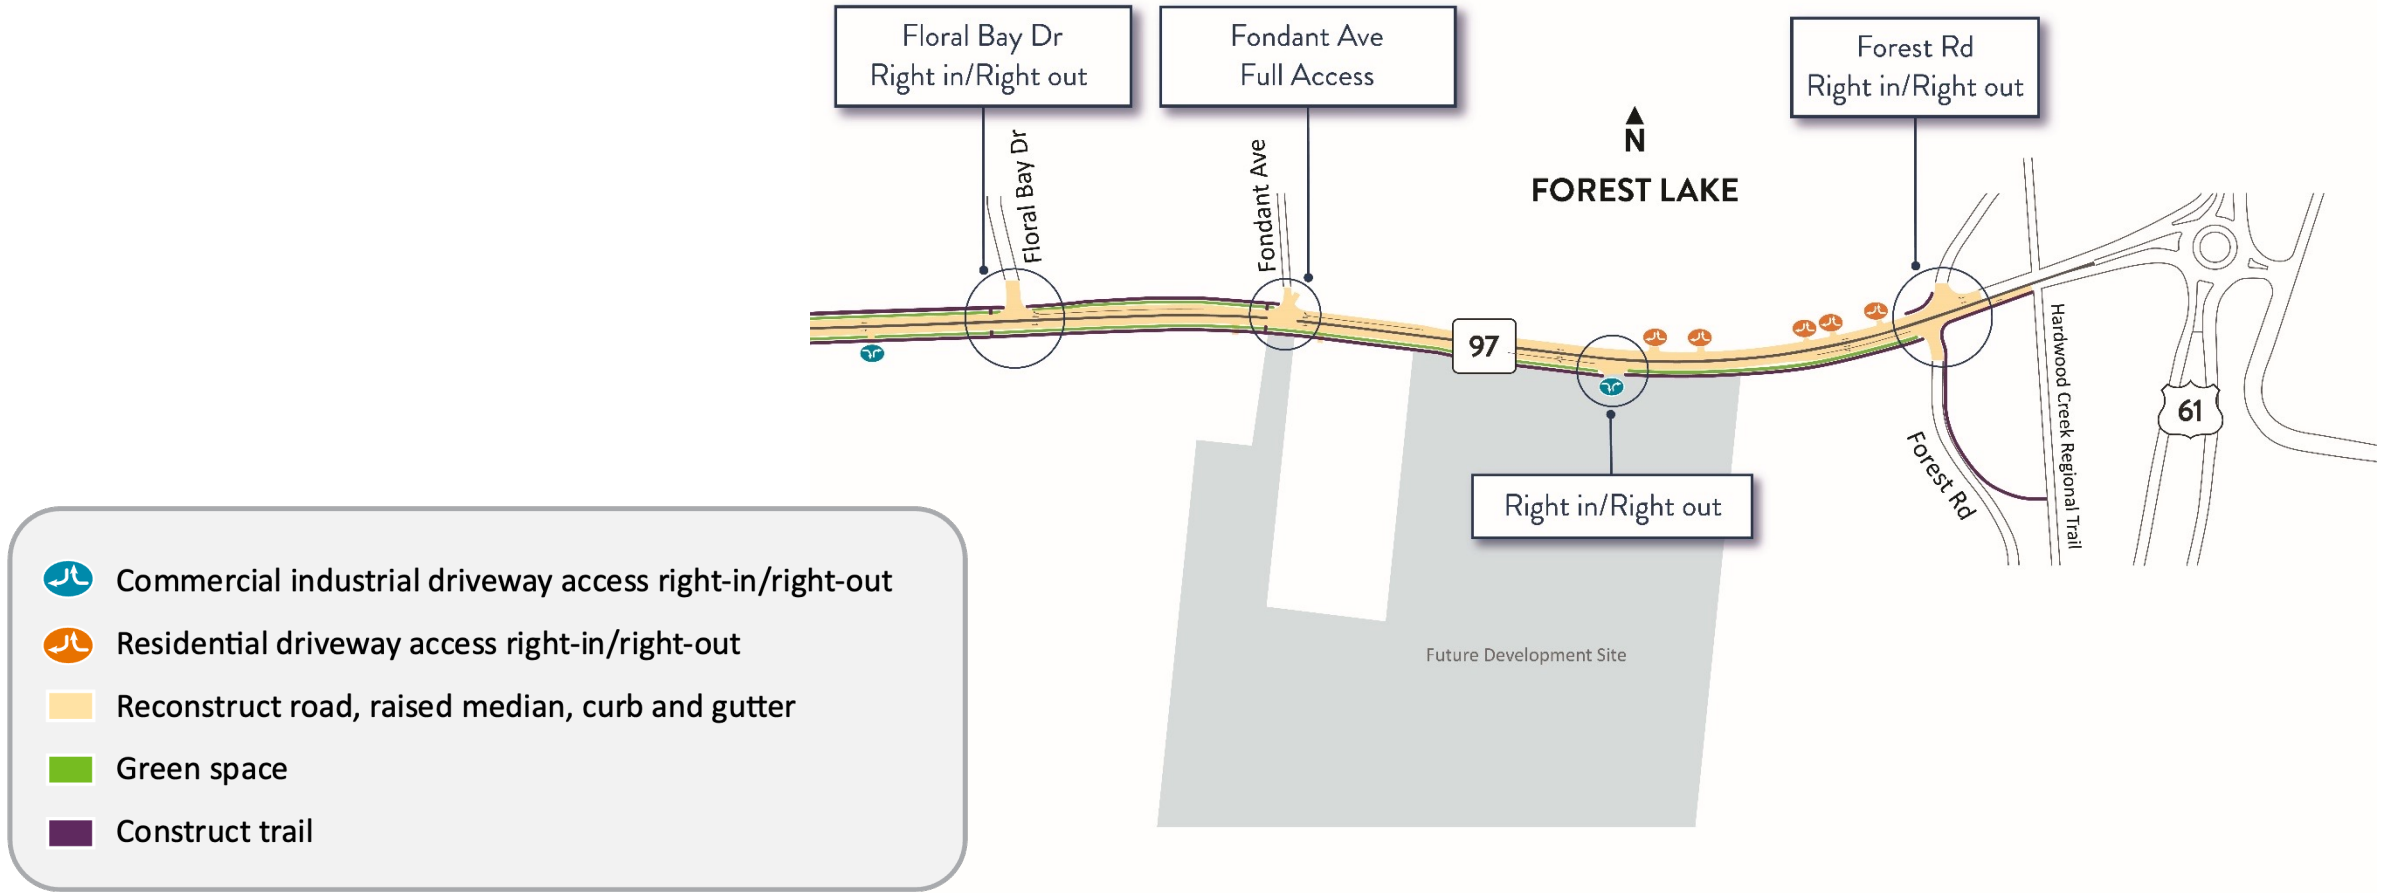 Floral Bay Dr
Right in/Right out
Fondant Ave
Full Access
Forest Rd
Right in/Right out
N
FOREST LAKE
Floral Bay Dr
Fondant Ave
97
Right in/Right out
Forest Rd
Hardwood Creek Regional Trail
61
Future Development Site
Commercial industrial driveway access right-in/right-out
Residential driveway access right-in/right-out
Reconstruct road, raised median, curb and gutter
Green space
Construct trail